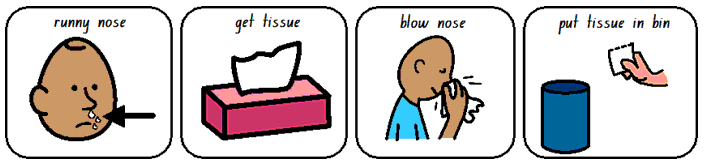 runny nose
get tissue
blow nose
put tissue in bin